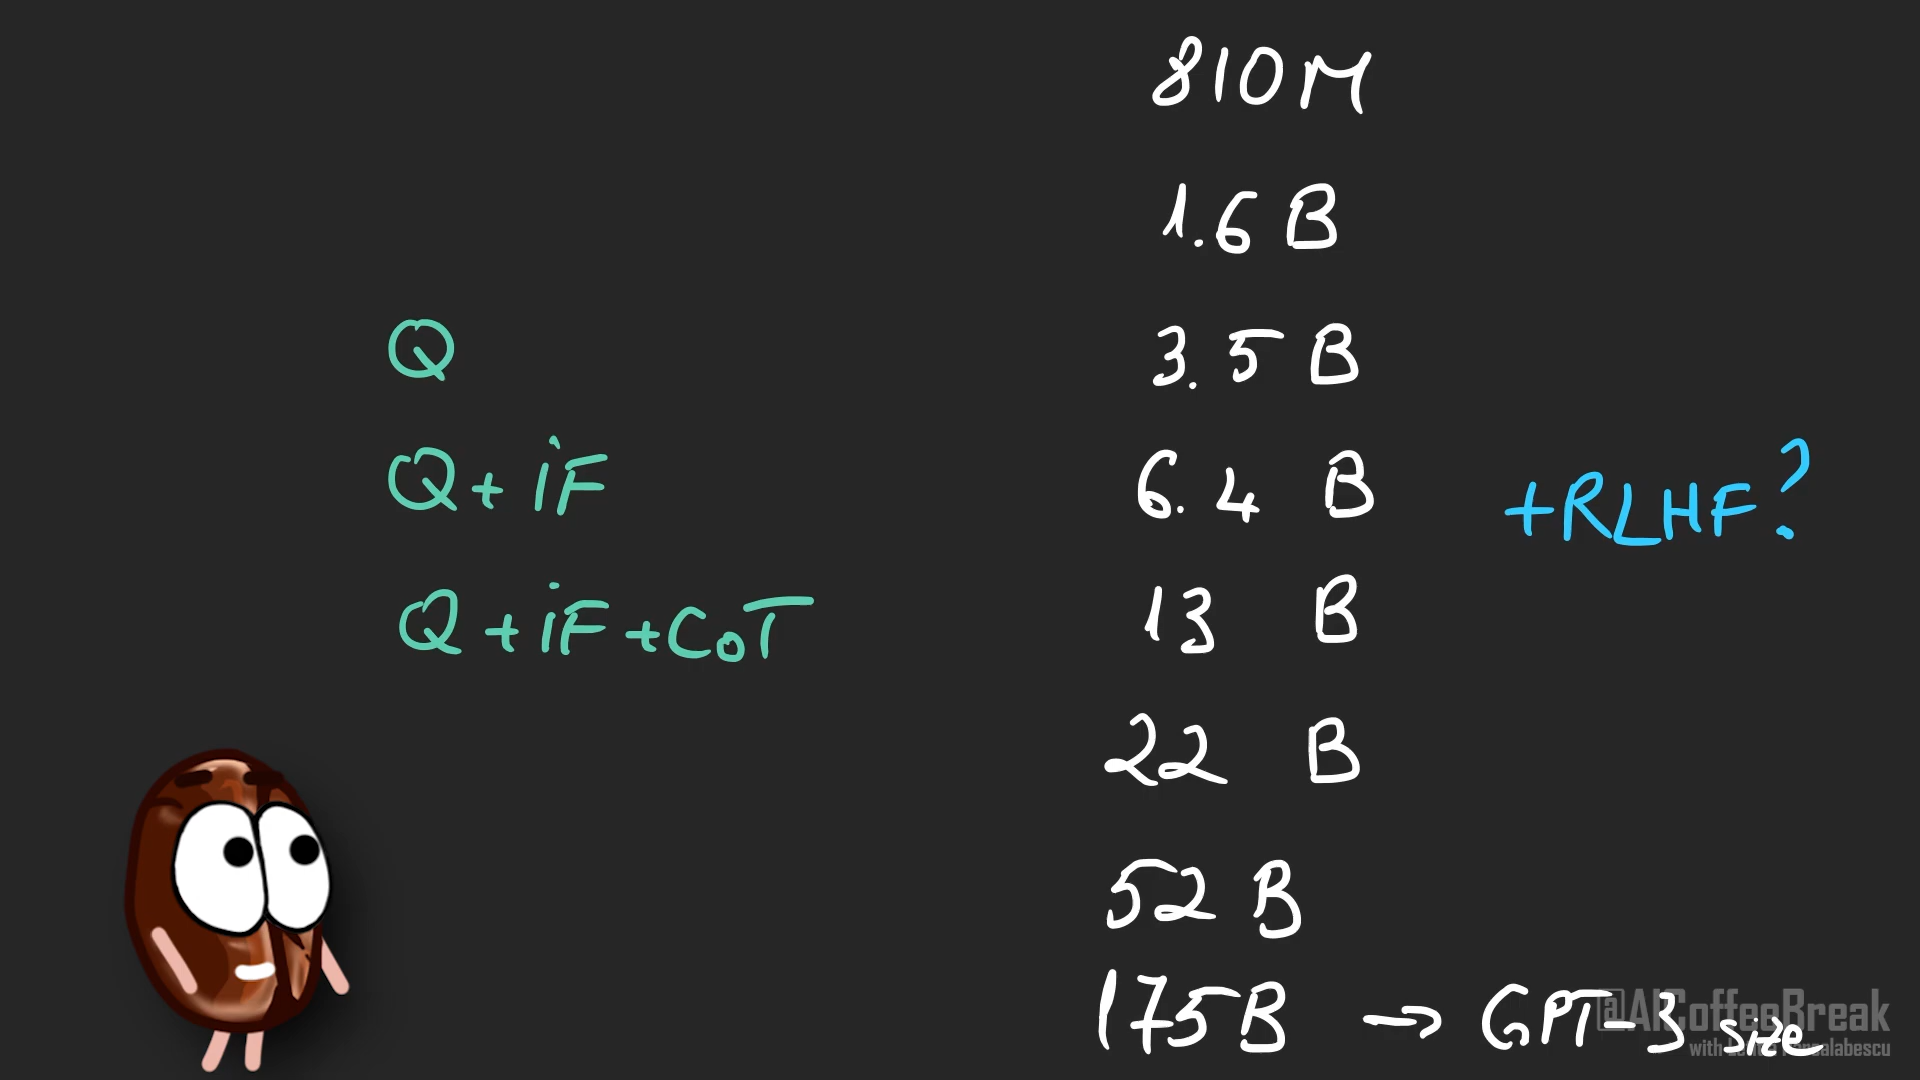 810M
1.6 B
3.5 B
6.4 B
13 B
22 B
52 B
175B → GPT-3 size
Q
Q + iF
Q + iF + CoT
+RLHF?
@AICoffeeBreak
with